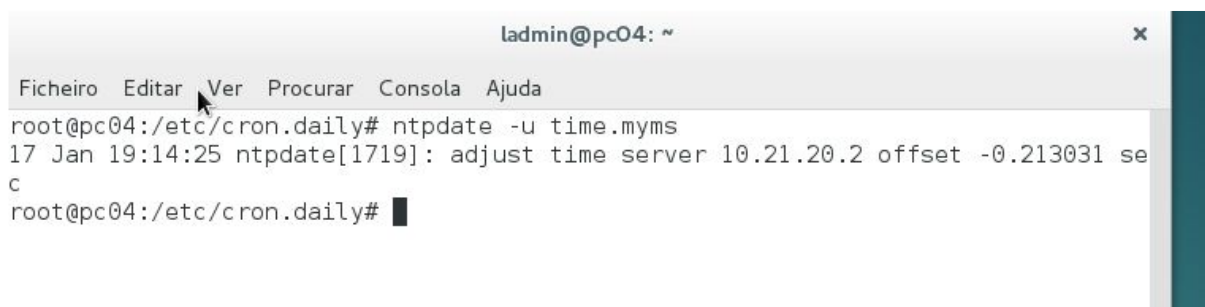 ladmin@pc04: ~ ×
Ficheiro Editar Ver Procurar Consola Ajuda
root@pc04:/etc/cron.daily# ntpdate -u time.myms
17 Jan 19:14:25 ntpdate[1719]: adjust time server 10.21.20.2 offset -0.213031 se
c
root@pc04:/etc/cron.daily#